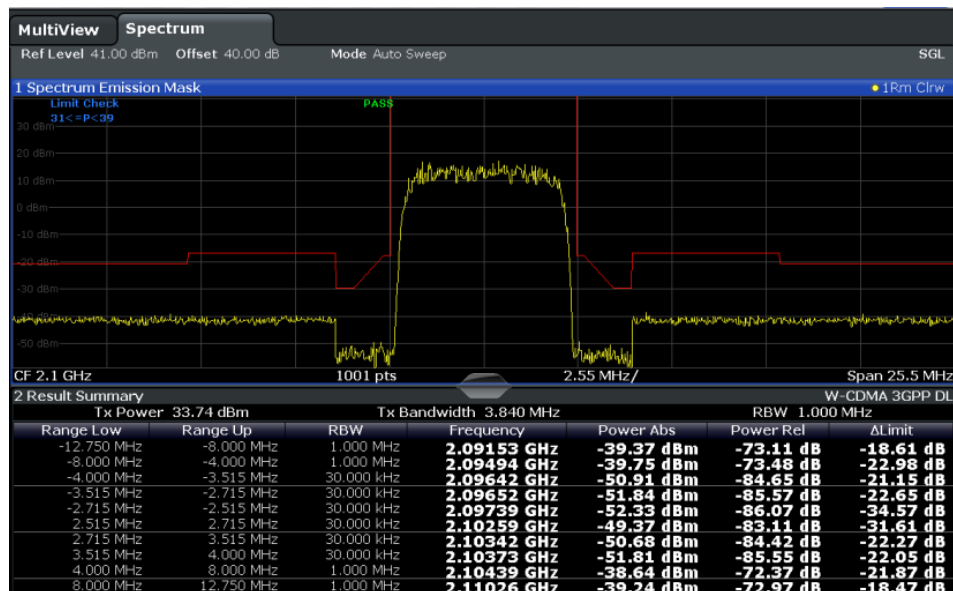 MultiView Spectrum
Ref Level 41.00 dBm Offset 40.00 dB Mode Auto Sweep SGL
1 Spectrum Emission Mask 1Rm Clrw
Limit Check PASS
31<=P<39
30 dBm
20 dBm
10 dBm
0 dBm
-10 dBm
-20 dBm
-30 dBm
-50 dBm
CF 2.1 GHz 1001 pts 2.55 MHz/ Span 25.5 MHz
2 Result Summary W-CDMA 3GPP DL
Tx Power 33.74 dBm Tx Bandwidth 3.840 MHz RBW 1.000 MHz
Range Low Range Up RBW Frequency Power Abs Power Rel ΔLimit
-12.750 MHz -8.000 MHz 1.000 MHz 2.09153 GHz -39.37 dBm -73.11 dB -18.61 dB
-8.000 MHz -4.000 MHz 1.000 MHz 2.09494 GHz -39.75 dBm -73.48 dB -22.98 dB
-4.000 MHz -3.515 MHz 30.000 kHz 2.09642 GHz -50.91 dBm -84.65 dB -21.15 dB
-3.515 MHz -2.715 MHz 30.000 kHz 2.09652 GHz -51.84 dBm -85.57 dB -22.65 dB
-2.715 MHz -2.515 MHz 30.000 kHz 2.09739 GHz -52.33 dBm -86.07 dB -34.57 dB
2.515 MHz 2.715 MHz 30.000 kHz 2.10259 GHz -49.37 dBm -83.11 dB -31.61 dB
2.715 MHz 3.515 MHz 30.000 kHz 2.10342 GHz -50.68 dBm -84.42 dB -22.27 dB
3.515 MHz 4.000 MHz 30.000 kHz 2.10373 GHz -51.81 dBm -85.55 dB -22.05 dB
4.000 MHz 8.000 MHz 1.000 MHz 2.10439 GHz -38.64 dBm -72.37 dB -21.87 dB
8.000 MHz 12.750 MHz 1.000 MHz 2.11026 GHz -39.24 dBm -72.97 dB -18.47 dB